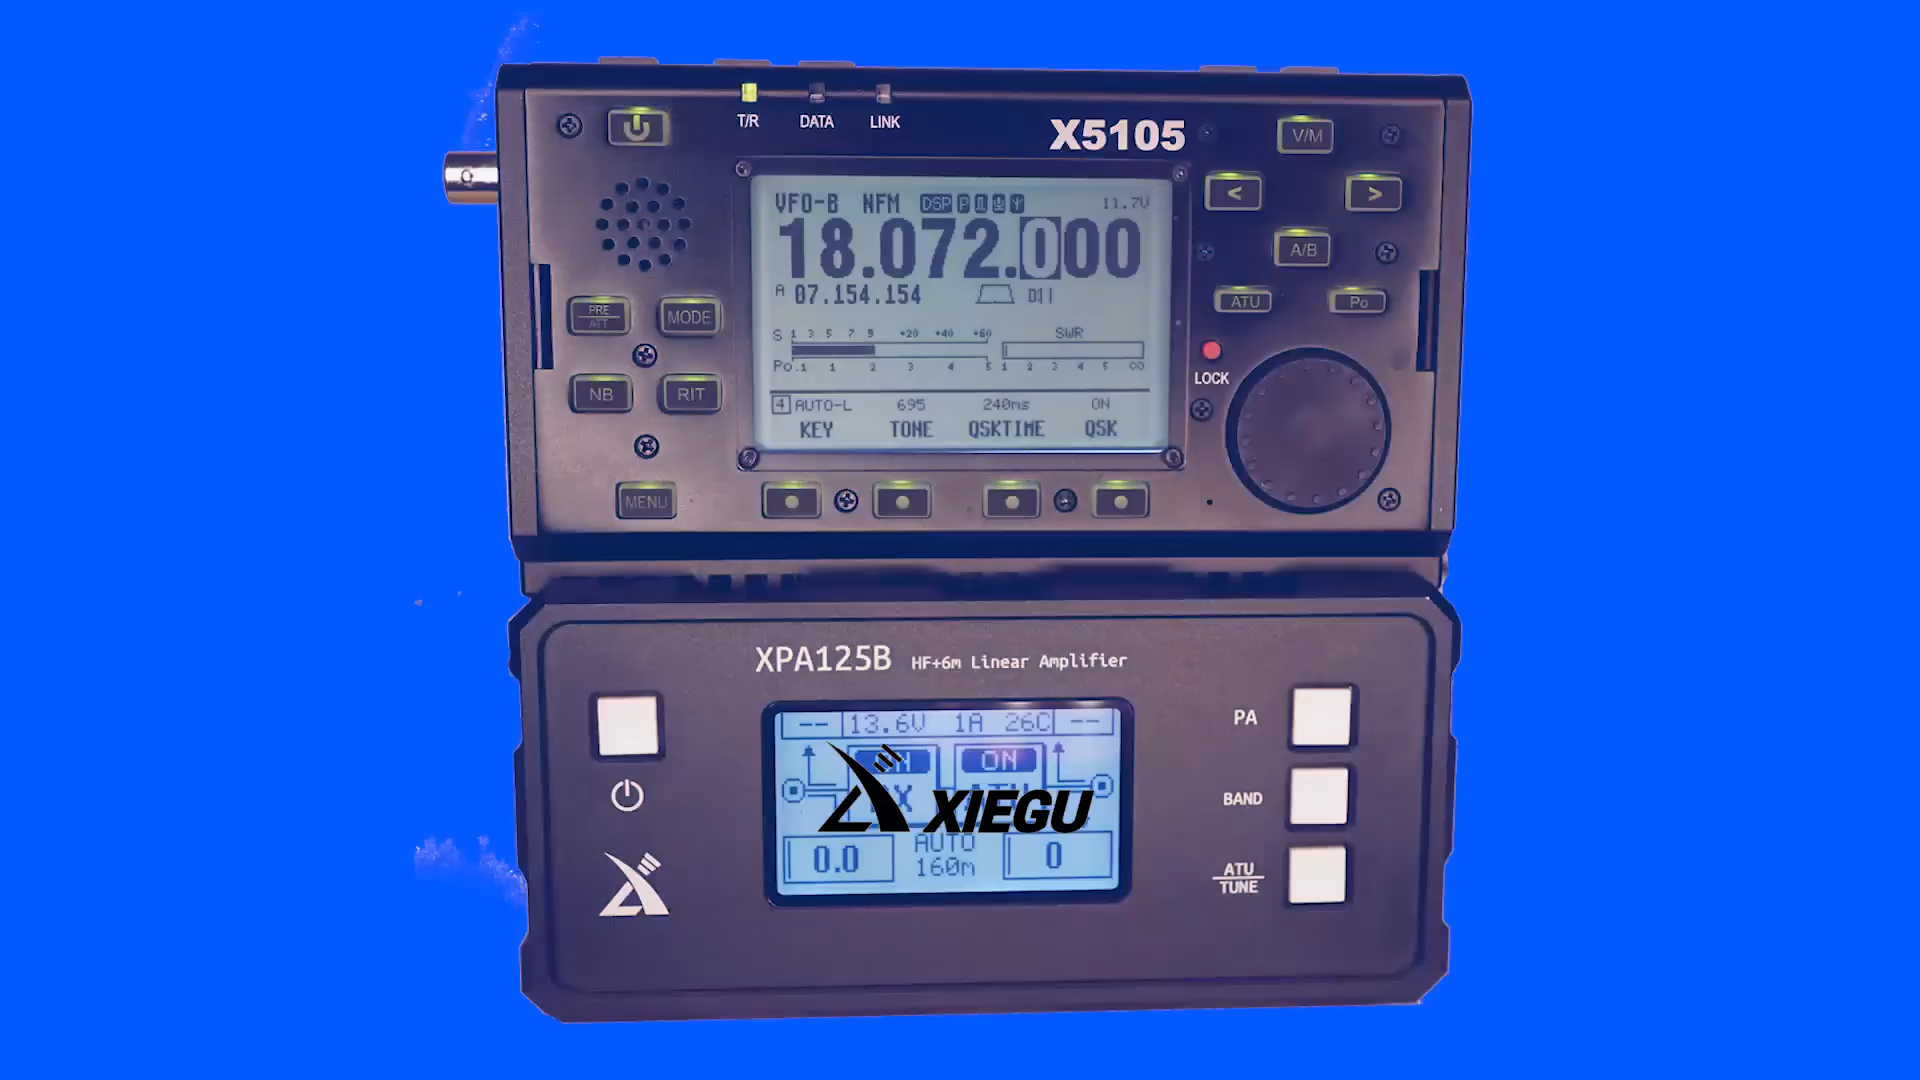 T/R DATA LINK
X5105
V/M
< >
VFO-B NFM DSP P 11.7V
18.072.000
A 07.154.154
A/B
ATU Po
PRE
ATT
MODE
S 1 3 5 7 9 +20 +40 +60 SWR
Po.1 1 2 3 4 5 1 2 3 4 5 00
LOCK
NB RIT
4 AUTO-L 695 240ms ON
KEY TONE QSKTIME QSK
MENU
XPA125B HF+6m Linear Amplifier
-- 13.6V 1A 26C --
ON
XIEGU
0.0 AUTO 0
160m
PA
BAND
ATU
TUNE